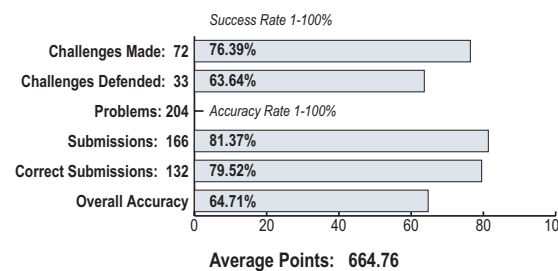 Success Rate 1-100%
Challenges Made: 72 76.39%
Challenges Defended: 33 63.64%
Problems: 204 Accuracy Rate 1-100%
Submissions: 166 81.37%
Correct Submissions: 132 79.52%
Overall Accuracy 64.71%
0 20 40 60 80 10
Average Points: 664.76